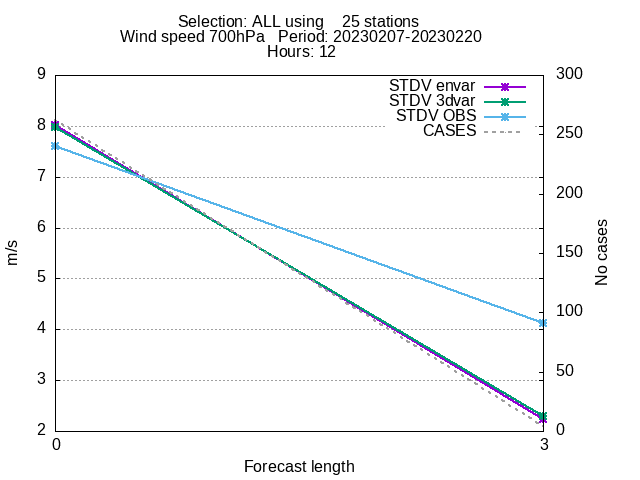 Selection: ALL using    25 stations
Wind speed 700hPa   Period: 20230207-20230220
Hours: 12
9
8
7
6
5
4
3
2
300
250
200
150
100
50
0
STDV envar
STDV 3dvar
STDV OBS
CASES
m/s
No cases
0
3
Forecast length